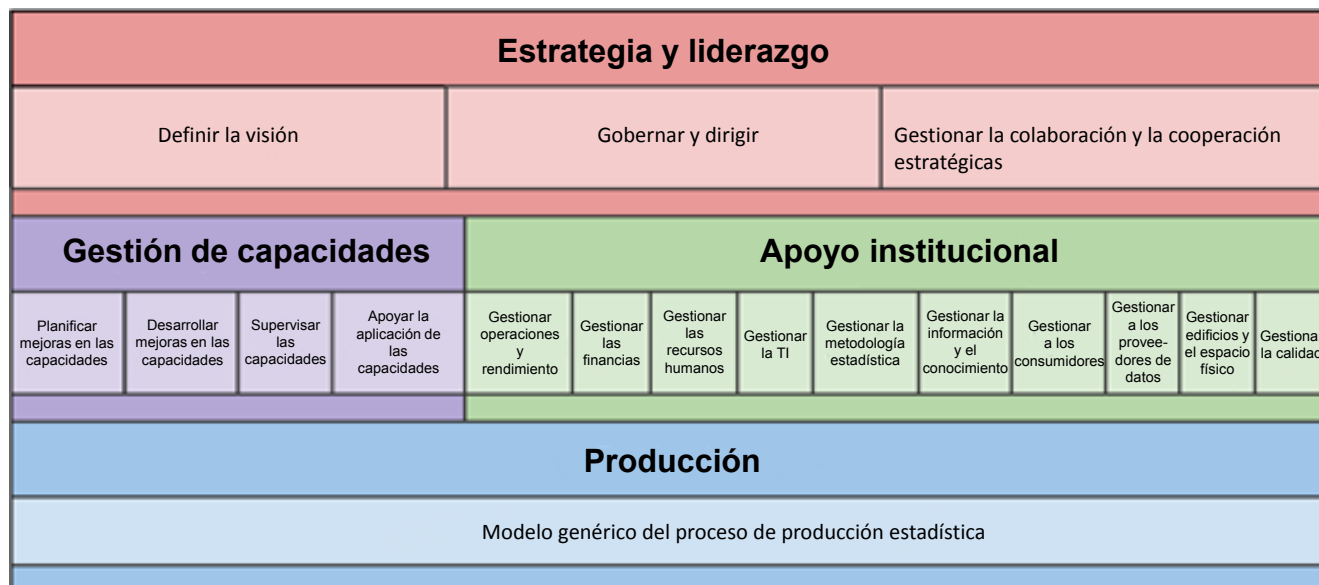 Estrategia y liderazgo
Definir la visión
Gobernar y dirigir
Gestionar la colaboración y la cooperación
estratégicas
Gestión de capacidades
Apoyo institucional
Planificar
mejoras en las
capacidades
Desarrollar
mejoras en las
capacidades
Supervisar
las
capacidades
Apoyar la
aplicación de
las
capacidades
Gestionar
operaciones
y
rendimiento
Gestionar
las
financias
Gestionar
las
recursos
humanos
Gestionar
la TI
Gestionar la
metodología
estadística
Gestionar la
información
y el
conocimiento
Gestionar
a los
consumidores
Gestionar
a los
provee-
dores de
datos
Gestionar
edificios y
el espacio
físico
Gestionar
la calidad
Producción
Modelo genérico del proceso de producción estadística